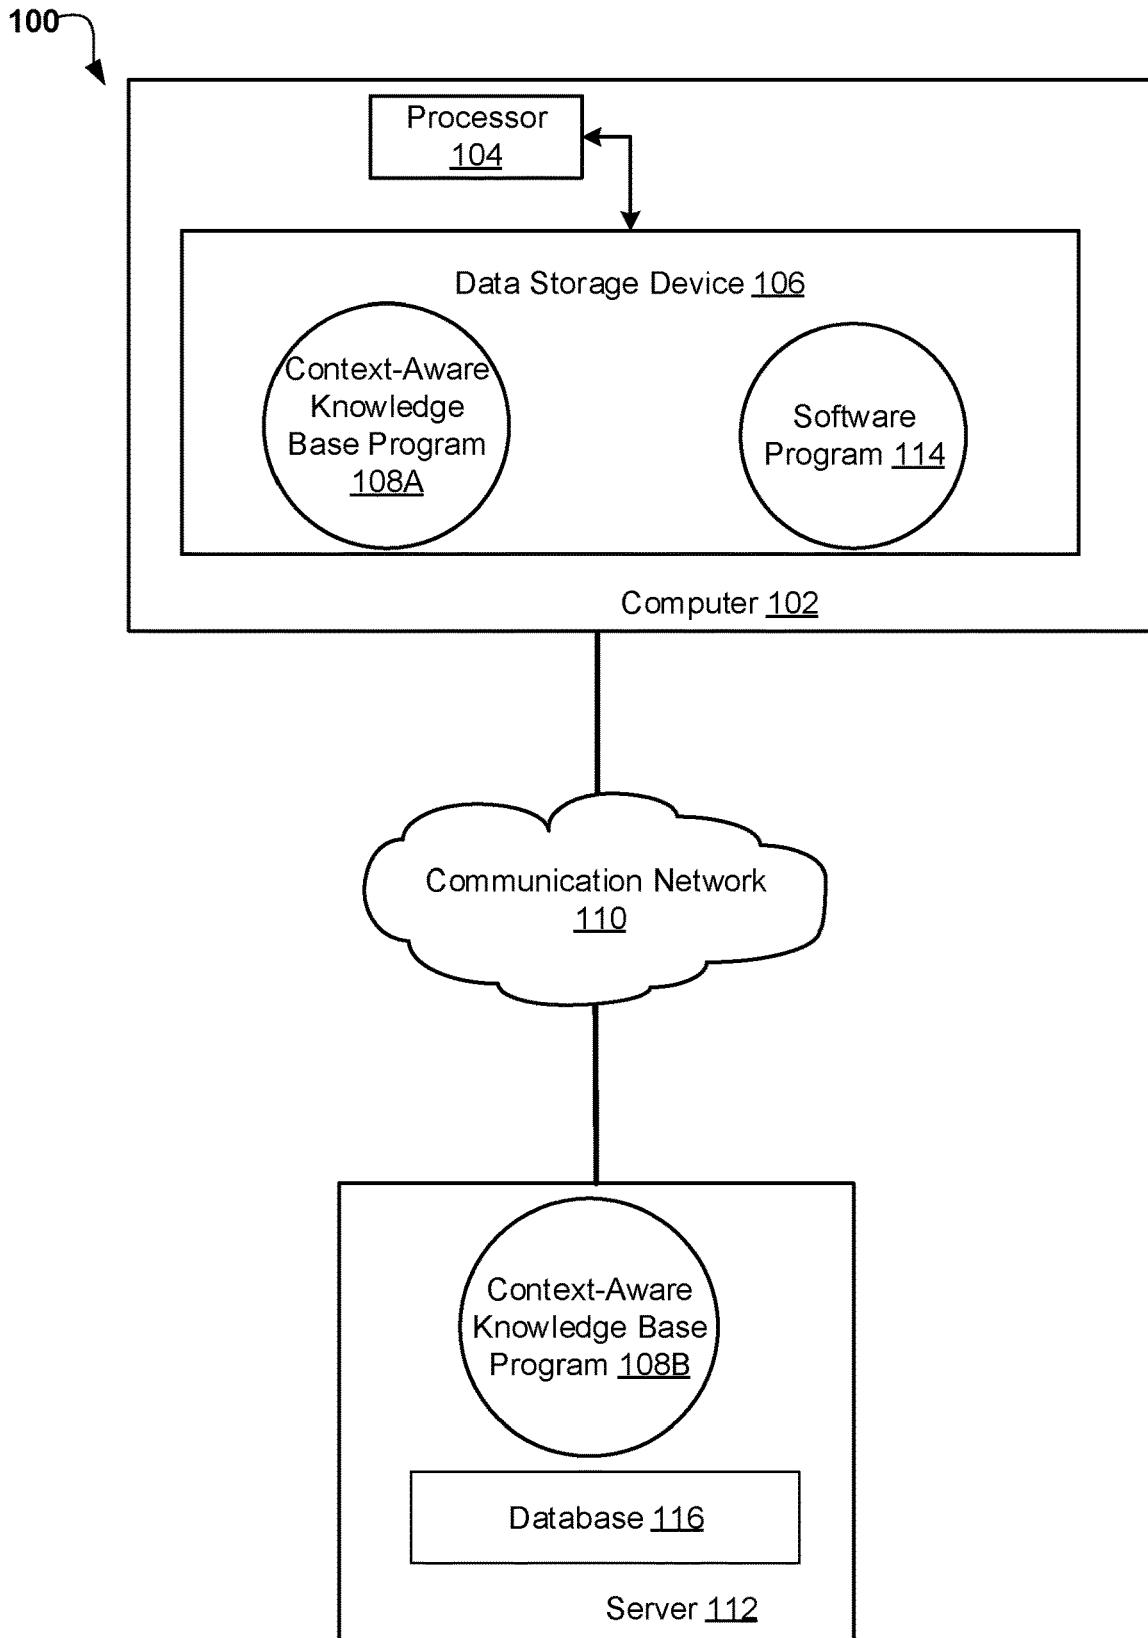 100
Processor
104
Data Storage Device 106
Context-Aware
Knowledge
Base Program
108A
Software
Program 114
Computer 102
Communication Network
110
Context-Aware
Knowledge Base
Program 108B
Database 116
Server 112